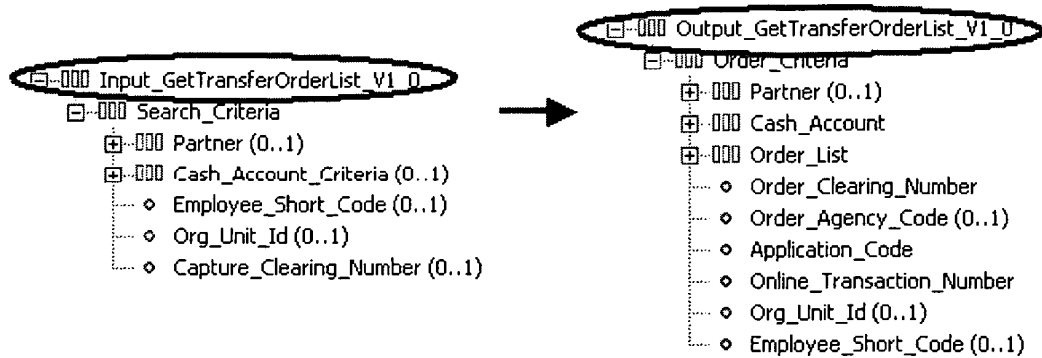 Input_GetTransferOrderList_V1_0
Search_Criteria
Partner (0..1)
Cash_Account_Criteria (0..1)
Employee_Short_Code (0..1)
Org_Unit_Id (0..1)
Capture_Clearing_Number (0..1)
Output_GetTransferOrderList_V1_0
Order_Criteria
Partner (0..1)
Cash_Account
Order_List
Order_Clearing_Number
Order_Agency_Code (0..1)
Application_Code
Online_Transaction_Number
Org_Unit_Id (0..1)
Employee_Short_Code (0..1)